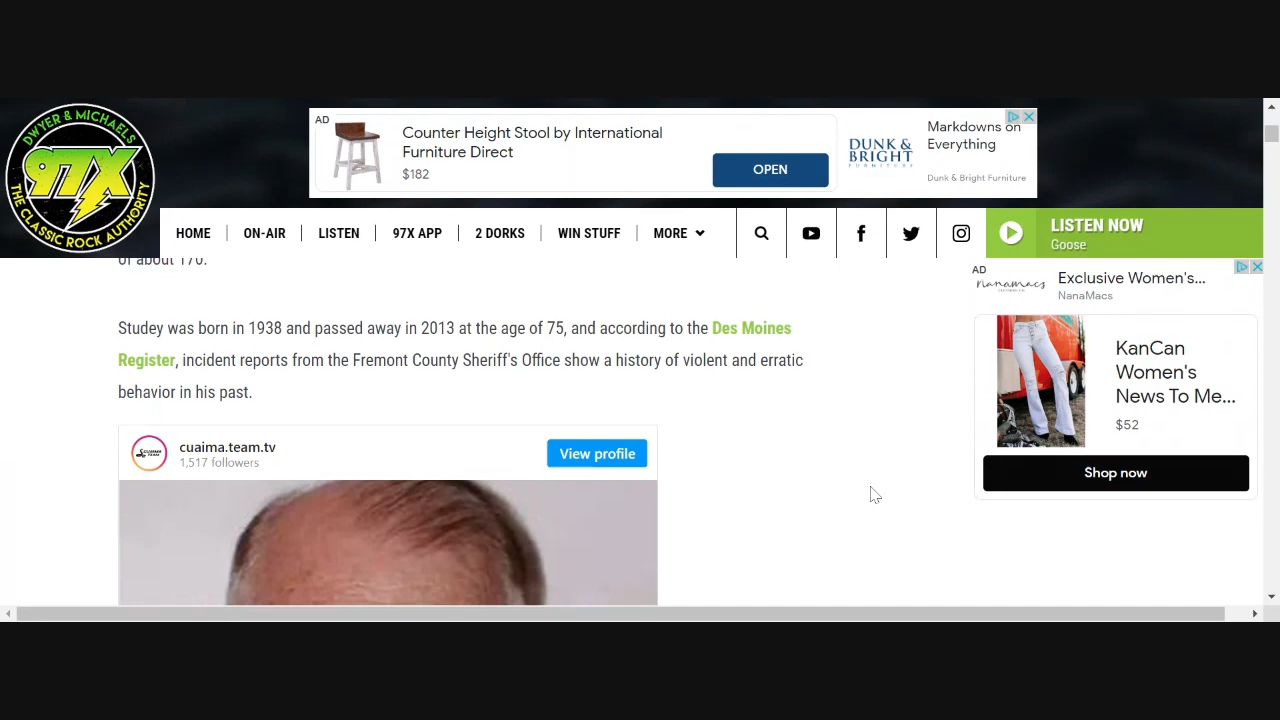 DWYER & MICHAELS
97X
THE CLASSIC ROCK AUTHORITY
AD
Counter Height Stool by International
Furniture Direct
$182
OPEN
DUNK &
BRIGHT
FURNITURE
Markdowns on
Everything
Dunk & Bright Furniture
HOME
ON-AIR
LISTEN
97X APP
2 DORKS
WIN STUFF
MORE
LISTEN NOW
Goose
of about 170.
Studey was born in 1938 and passed away in 2013 at the age of 75, and according to the Des Moines
Register, incident reports from the Fremont County Sheriff's Office show a history of violent and erratic
behavior in his past.
cuaima.team.tv
1,517 followers
View profile
AD
nanamacs
Exclusive Women's...
NanaMacs
KanCan
Women's
News To Me...
$52
Shop now